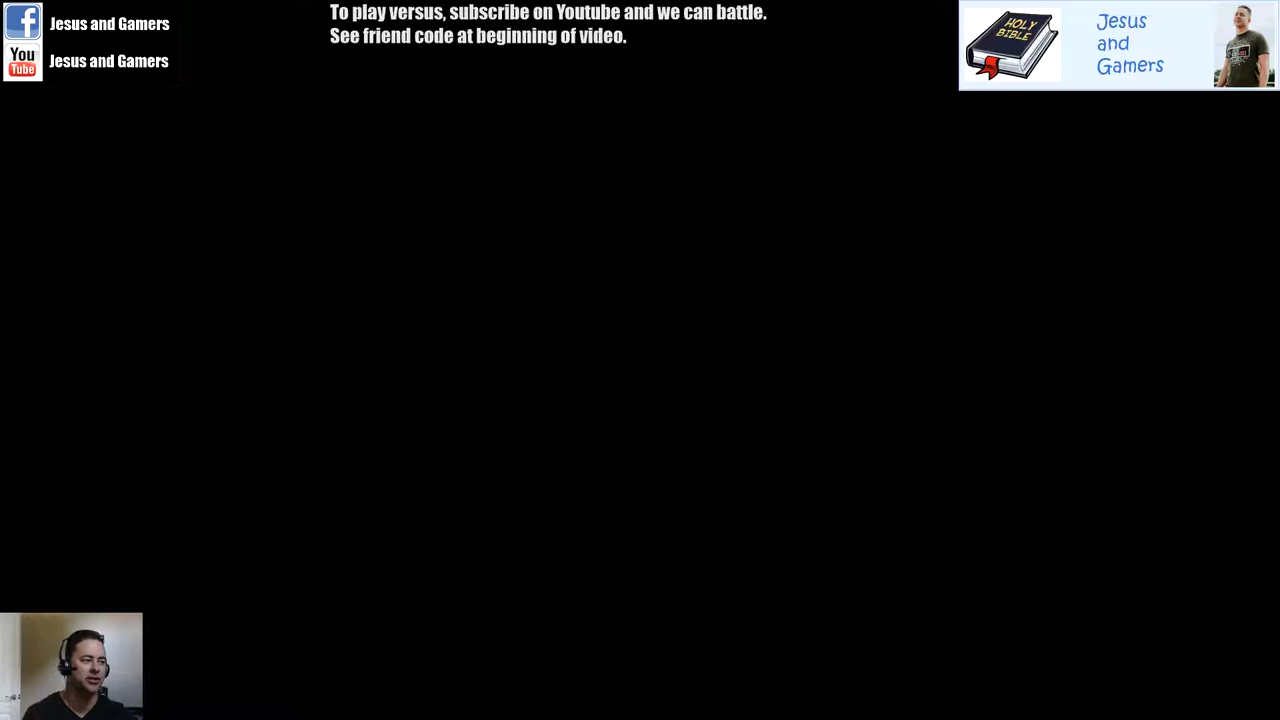 Jesus and Gamers
You
Tube
Jesus and Gamers
To play versus, subscribe on Youtube and we can battle.
See friend code at beginning of video.
HOLY
BIBLE
Jesus
and
Gamers